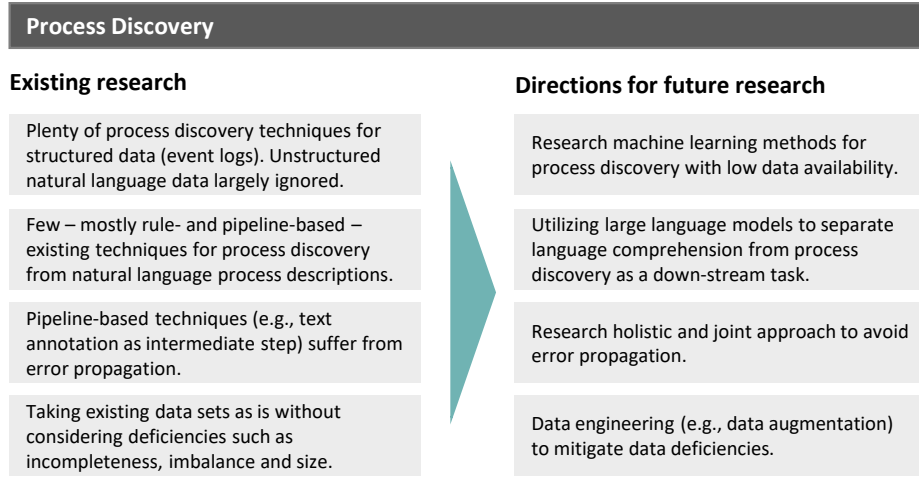 Process Discovery
Existing research
Plenty of process discovery techniques for
structured data (event logs). Unstructured
natural language data largely ignored.
Few – mostly rule- and pipeline-based –
existing techniques for process discovery
from natural language process descriptions.
Pipeline-based techniques (e.g., text
annotation as intermediate step) suffer from
error propagation.
Taking existing data sets as is without
considering deficiencies such as
incompleteness, imbalance and size.
Directions for future research
Research machine learning methods for
process discovery with low data availability.
Utilizing large language models to separate
language comprehension from process
discovery as a down-stream task.
Research holistic and joint approach to avoid
error propagation.
Data engineering (e.g., data augmentation)
to mitigate data deficiencies.